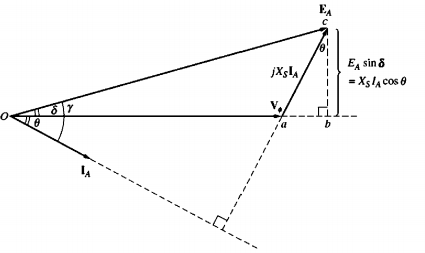 E_A
c
θ
jX_S I_A
E_A sin δ
= X_S I_A cos θ
O
δ
γ
θ
V_ϕ
a
b
I_A